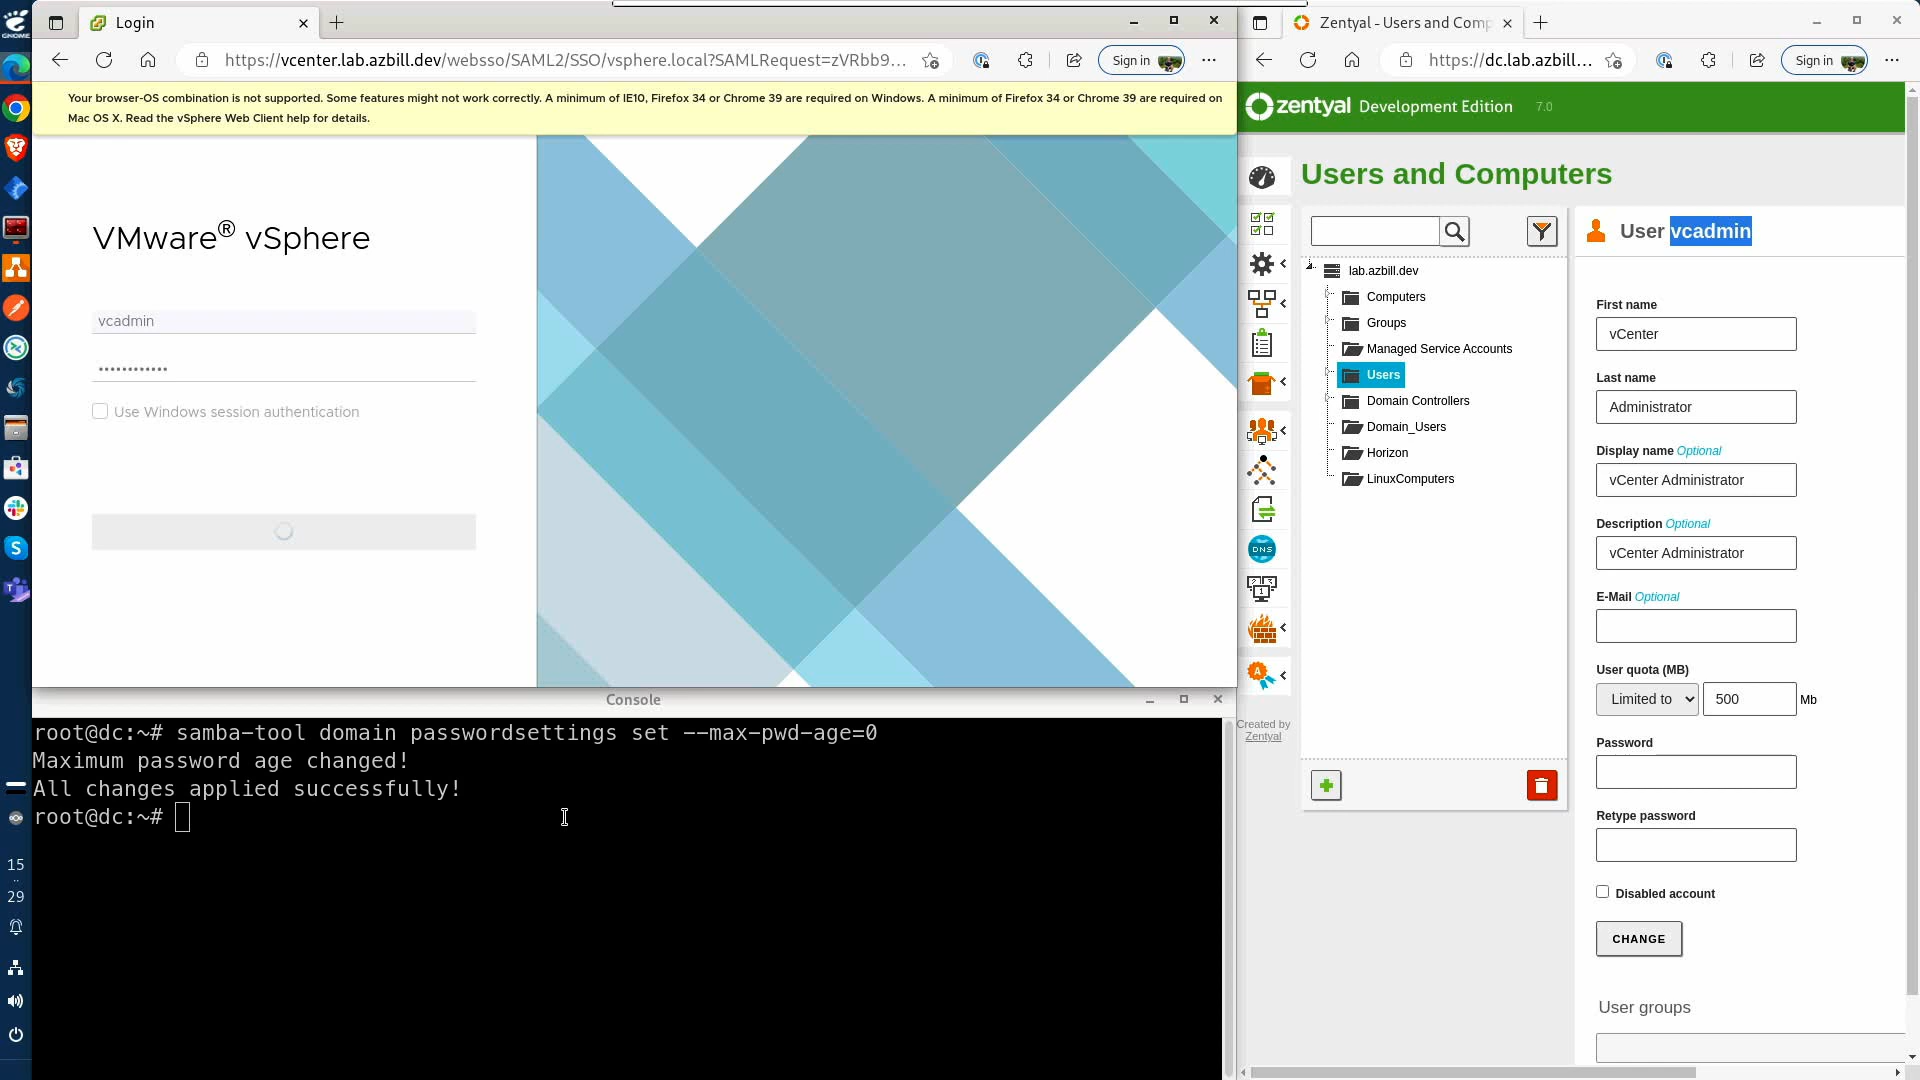 GNOME
15
..
29
Login
https://vcenter.lab.azbill.dev/websso/SAML2/SSO/vsphere.local?SAMLRequest=zVRbb9...
Sign in
Your browser-OS combination is not supported. Some features might not work correctly. A minimum of IE10, Firefox 34 or Chrome 39 are required on Windows. A minimum of Firefox 34 or Chrome 39 are required on
Mac OS X. Read the vSphere Web Client help for details.
VMware® vSphere
vcadmin
••••••••••••
Use Windows session authentication
Console
root@dc:~# samba-tool domain passwordsettings set --max-pwd-age=0
Maximum password age changed!
All changes applied successfully!
root@dc:~#
Zentyal - Users and Comp
https://dc.lab.azbill...
Sign in
zentyal Development Edition 7.0
Users and Computers
DNS
Created by
Zentyal
lab.azbill.dev
Computers
Groups
Managed Service Accounts
Users
Domain Controllers
Domain_Users
Horizon
LinuxComputers
User vcadmin
First name
vCenter
Last name
Administrator
Display name Optional
vCenter Administrator
Description Optional
vCenter Administrator
E-Mail Optional
User quota (MB)
Limited to
500
Mb
Password
Retype password
Disabled account
CHANGE
User groups